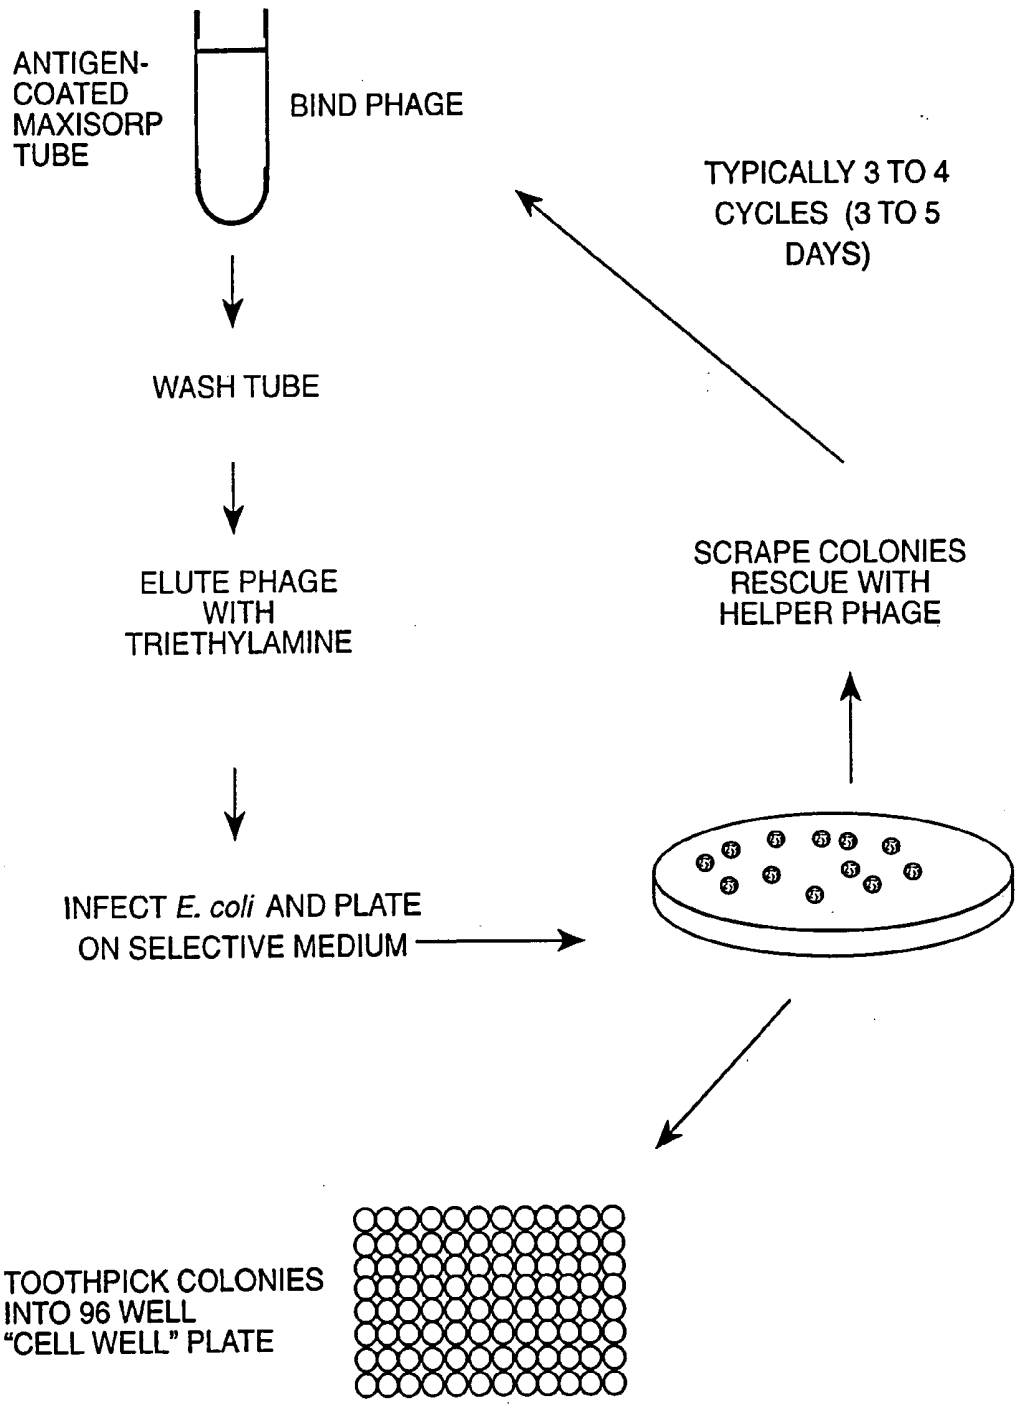 ANTIGEN-
COATED
MAXISORP
TUBE
BIND PHAGE
TYPICALLY 3 TO 4
CYCLES (3 TO 5
DAYS)
WASH TUBE
ELUTE PHAGE
WITH
TRIETHYLAMINE
SCRAPE COLONIES
RESCUE WITH
HELPER PHAGE
INFECT E. coli AND PLATE
ON SELECTIVE MEDIUM
TOOTHPICK COLONIES
INTO 96 WELL
“CELL WELL” PLATE